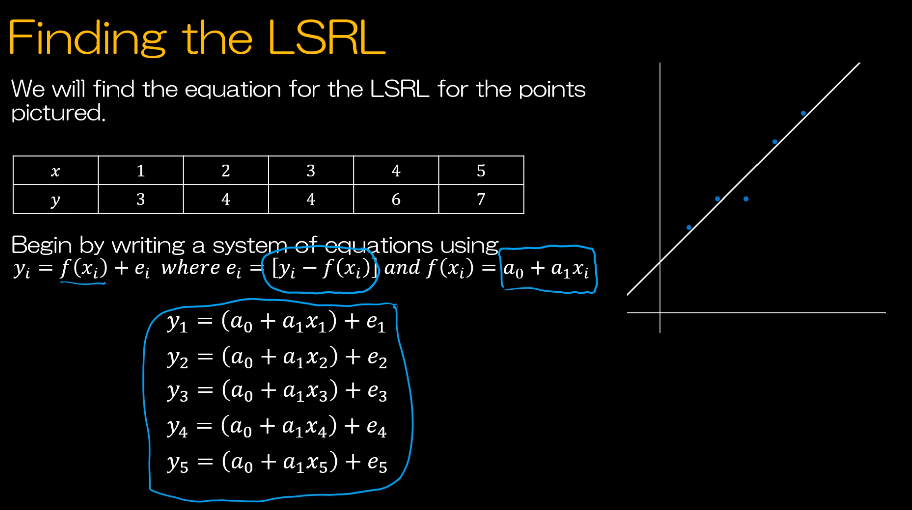 Finding the LSRL
We will find the equation for the LSRL for the points
pictured.
x 1 2 3 4 5
y 3 4 4 6 7
Begin by writing a system of equations using
yᵢ = f(xᵢ) + eᵢ where eᵢ = [yᵢ − f(xᵢ)] and f(xᵢ) = a₀ + a₁xᵢ
y₁ = (a₀ + a₁x₁) + e₁
y₂ = (a₀ + a₁x₂) + e₂
y₃ = (a₀ + a₁x₃) + e₃
y₄ = (a₀ + a₁x₄) + e₄
y₅ = (a₀ + a₁x₅) + e₅